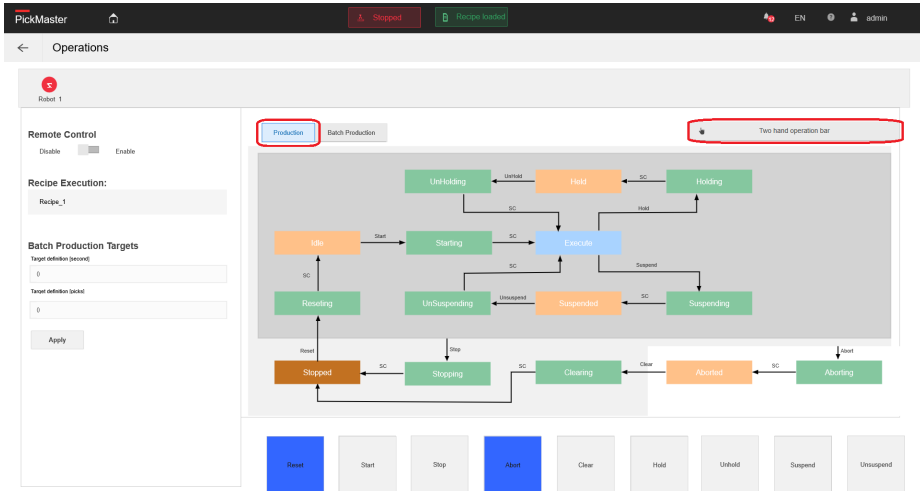 PickMaster
Stopped
Recipe loaded
12
EN
admin
Operations
Robot 1
Remote Control
Disable
Enable
Recipe Execution:
Recipe_1
Batch Production Targets
Target definition [second]
0
Target definition [picks]
0
Apply
Production
Batch Production
Two hand operation bar
UnHolding
UnHold
Held
SC
Holding
SC
Hold
Idle
Start
Starting
SC
Execute
SC
SC
Suspend
Reseting
UnSuspending
Unsuspend
Suspended
SC
Suspending
Reset
Stop
Abort
Stopped
SC
Stopping
SC
Clearing
Clear
Aborted
SC
Aborting
Reset
Start
Stop
Abort
Clear
Hold
Unhold
Suspend
Unsuspend